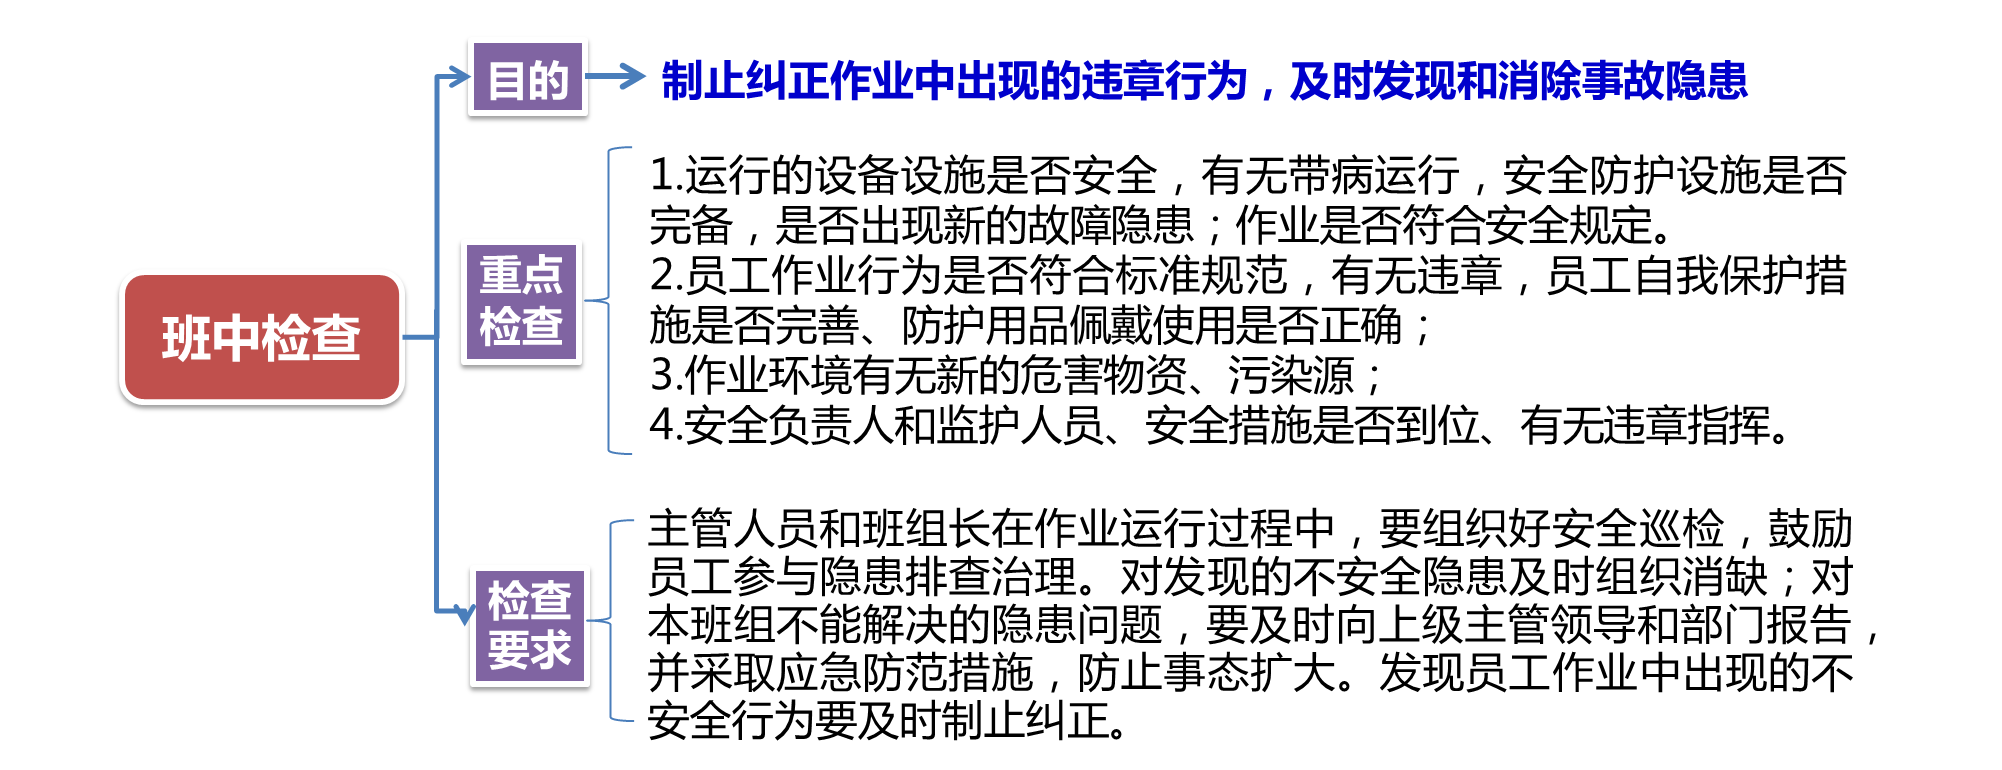 班中检查
目的
制止纠正作业中出现的违章行为，及时发现和消除事故隐患
重点
检查
1.运行的设备设施是否安全，有无带病运行，安全防护设施是否
完备，是否出现新的故障隐患；作业是否符合安全规定。
2.员工作业行为是否符合标准规范，有无违章，员工自我保护措
施是否完善、防护用品佩戴使用是否正确；
3.作业环境有无新的危害物资、污染源；
4.安全负责人和监护人员、安全措施是否到位、有无违章指挥。
检查
要求
主管人员和班组长在作业运行过程中，要组织好安全巡检，鼓励
员工参与隐患排查治理。对发现的不安全隐患及时组织消缺；对
本班组不能解决的隐患问题，要及时向上级主管领导和部门报告，
并采取应急防范措施，防止事态扩大。发现员工作业中出现的不
安全行为要及时制止纠正。